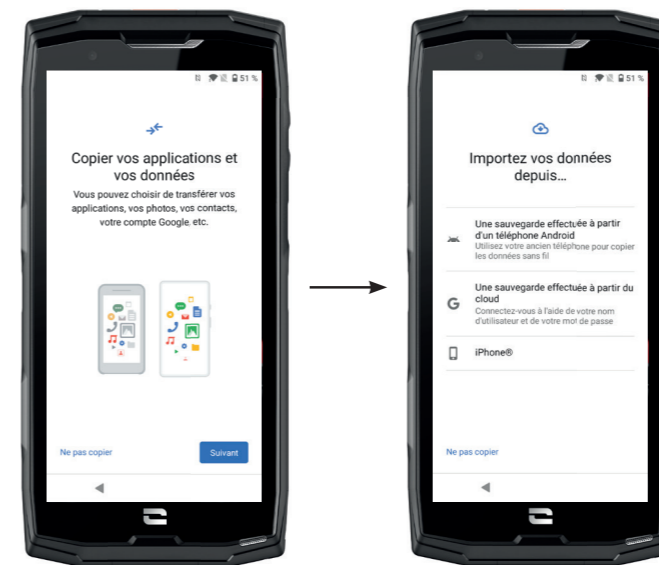 51 %
Copier vos applications et
vos données
Vous pouvez choisir de transférer vos
applications, vos photos, vos contacts,
votre compte Google, etc.
Ne pas copier
Suivant
51 %
Importez vos données
depuis...
Une sauvegarde effectuée à partir
d'un téléphone Android
Utilisez votre ancien téléphone pour copier
les données sans fil
G
Une sauvegarde effectuée à partir du
cloud
Connectez-vous à l'aide de votre nom
d'utilisateur et de votre mot de passe
iPhone®
Ne pas copier